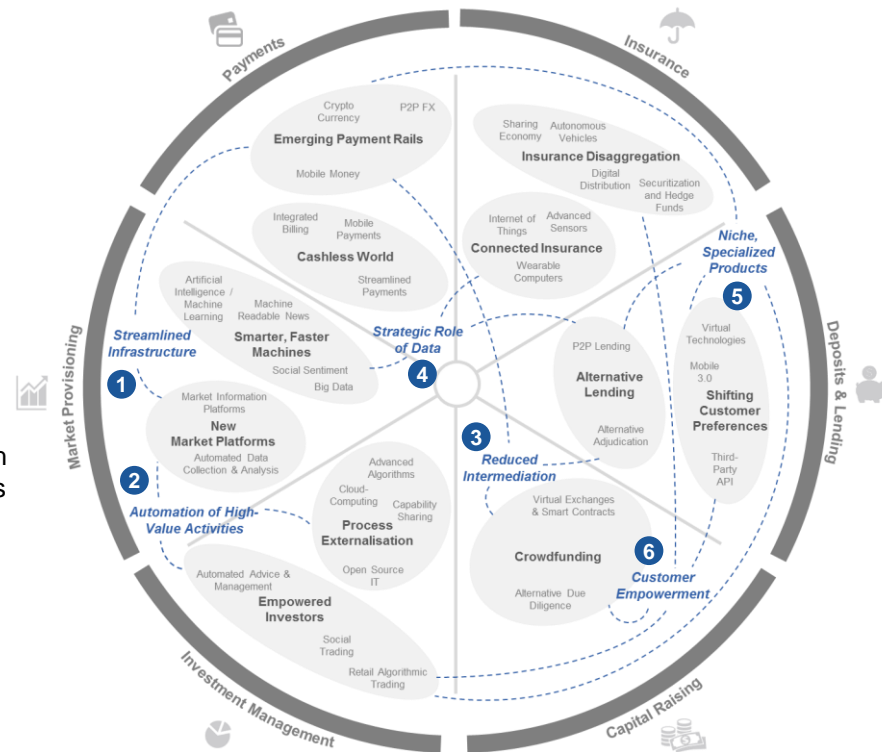 Payments
Insurance
Crypto
Currency
P2P FX
Emerging Payment Rails
Mobile Money
Sharing
Economy
Autonomous
Vehicles
Insurance Disaggregation
Digital
Distribution
Securitization
and Hedge
Funds
Integrated
Billing
Mobile
Payments
Cashless World
Streamlined
Payments
Internet of
Things
Advanced
Sensors
Connected Insurance
Wearable
Computers
Niche,
Specialized
Products
5
Artificial
Intelligence /
Machine
Learning
Machine
Readable News
Smarter, Faster
Machines
Social Sentiment
Big Data
Streamlined
Infrastructure
1
Strategic Role
of Data
4
P2P Lending
Alternative
Lending
Alternative
Adjudication
Virtual
Technologies
Mobile
3.0
Shifting
Customer
Preferences
Third-
Party
API
Market Provisioning
Deposits & Lending
Market Information
Platforms
New
Market Platforms
Automated Data
Collection & Analysis
n
s
2
Automation of High-
Value Activities
3
Reduced
Intermediation
Advanced
Algorithms
Cloud-
Computing
Capability
Sharing
Process
Externalisation
Open Source
IT
Virtual Exchanges
& Smart Contracts
Crowdfunding
Alternative Due
Diligence
6
Customer
Empowerment
Automated Advice &
Management
Empowered
Investors
Social
Trading
Retail Algorithmic
Trading
Investment Management
Capital Raising